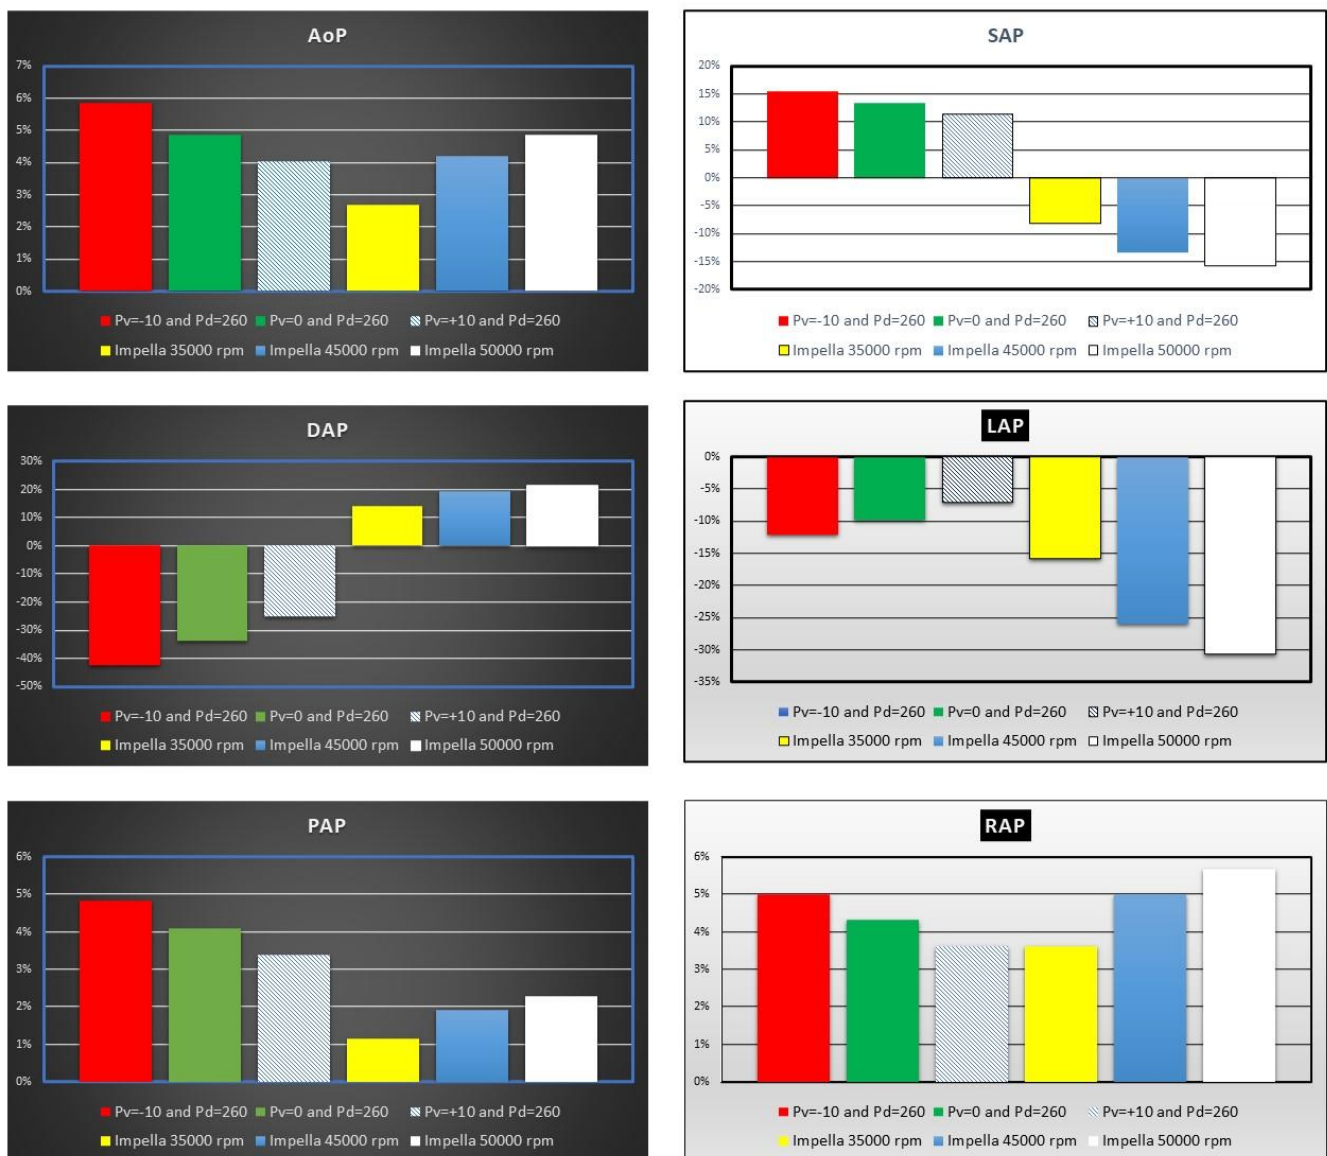 AoP
7%
6%
5%
4%
3%
2%
1%
0%
Pv=-10 and Pd=260 Pv=0 and Pd=260 Pv=+10 and Pd=260
Impella 35000 rpm Impella 45000 rpm Impella 50000 rpm
SAP
20%
15%
10%
5%
0%
-5%
-10%
-15%
-20%
Pv=-10 and Pd=260 Pv=0 and Pd=260 Pv=+10 and Pd=260
Impella 35000 rpm Impella 45000 rpm Impella 50000 rpm
DAP
30%
20%
10%
0%
-10%
-20%
-30%
-40%
-50%
Pv=-10 and Pd=260 Pv=0 and Pd=260 Pv=+10 and Pd=260
Impella 35000 rpm Impella 45000 rpm Impella 50000 rpm
LAP
0%
-5%
-10%
-15%
-20%
-25%
-30%
-35%
Pv=-10 and Pd=260 Pv=0 and Pd=260 Pv=+10 and Pd=260
Impella 35000 rpm Impella 45000 rpm Impella 50000 rpm
PAP
6%
5%
4%
3%
2%
1%
0%
Pv=-10 and Pd=260 Pv=0 and Pd=260 Pv=+10 and Pd=260
Impella 35000 rpm Impella 45000 rpm Impella 50000 rpm
RAP
6%
5%
4%
3%
2%
1%
0%
Pv=-10 and Pd=260 Pv=0 and Pd=260 Pv=+10 and Pd=260
Impella 35000 rpm Impella 45000 rpm Impella 50000 rpm